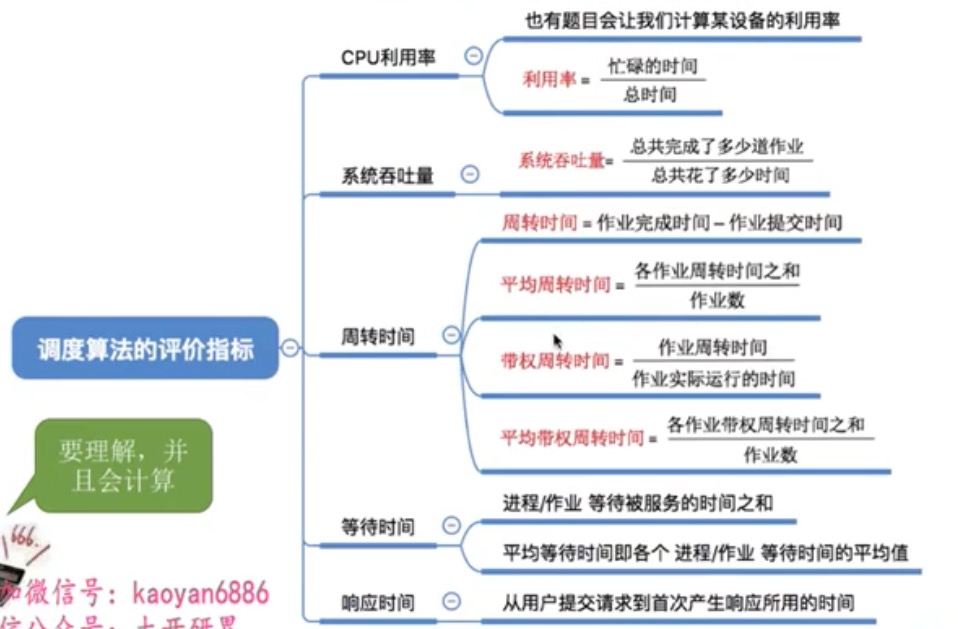 也有题目会让我们计算某设备的利用率
CPU利用率
利用率 = 忙碌的时间
总时间
系统吞吐量
系统吞吐量= 总共完成了多少道作业
总共花了多少时间
周转时间 = 作业完成时间 – 作业提交时间
平均周转时间 = 各作业周转时间之和
作业数
周转时间
调度算法的评价指标
带权周转时间 = 作业周转时间
作业实际运行的时间
平均带权周转时间 = 各作业带权周转时间之和
作业数
要理解，并
且会计算
等待时间
进程/作业 等待被服务的时间之和
平均等待时间即各个 进程/作业 等待时间的平均值
666.
加微信号：kaoyan6886
响应时间
从用户提交请求到首次产生响应所用的时间